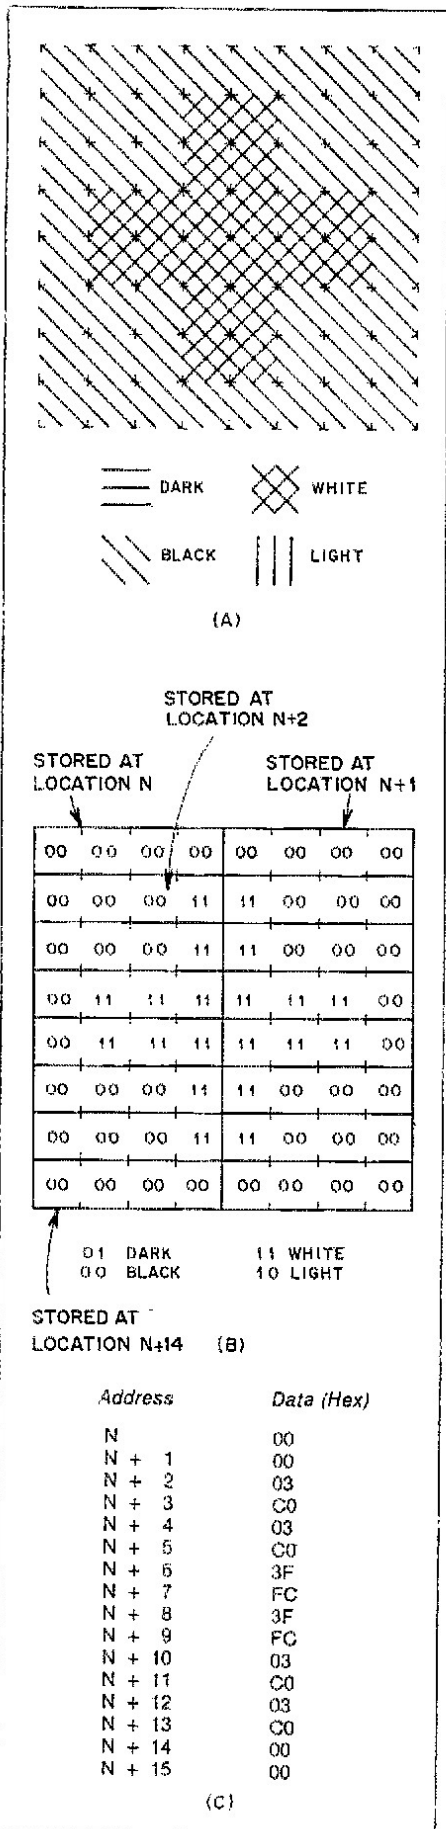 DARK WHITE
BLACK LIGHT
(A)
STORED AT
LOCATION N+2
STORED AT
LOCATION N
STORED AT
LOCATION N+1
00 00 00 00 00 00 00 00
00 00 00 11 11 00 00 00
00 00 00 11 11 00 00 00
00 11 11 11 11 11 11 00
00 11 11 11 11 11 11 00
00 00 00 11 11 00 00 00
00 00 00 11 11 00 00 00
00 00 00 00 00 00 00 00
01 DARK 11 WHITE
00 BLACK 10 LIGHT
STORED AT
LOCATION N+14 (B)
Address Data (Hex)
N 00
N + 1 00
N + 2 03
N + 3 C0
N + 4 03
N + 5 C0
N + 6 3F
N + 7 FC
N + 8 3F
N + 9 FC
N + 10 03
N + 11 C0
N + 12 03
N + 13 C0
N + 14 00
N + 15 00
(C)